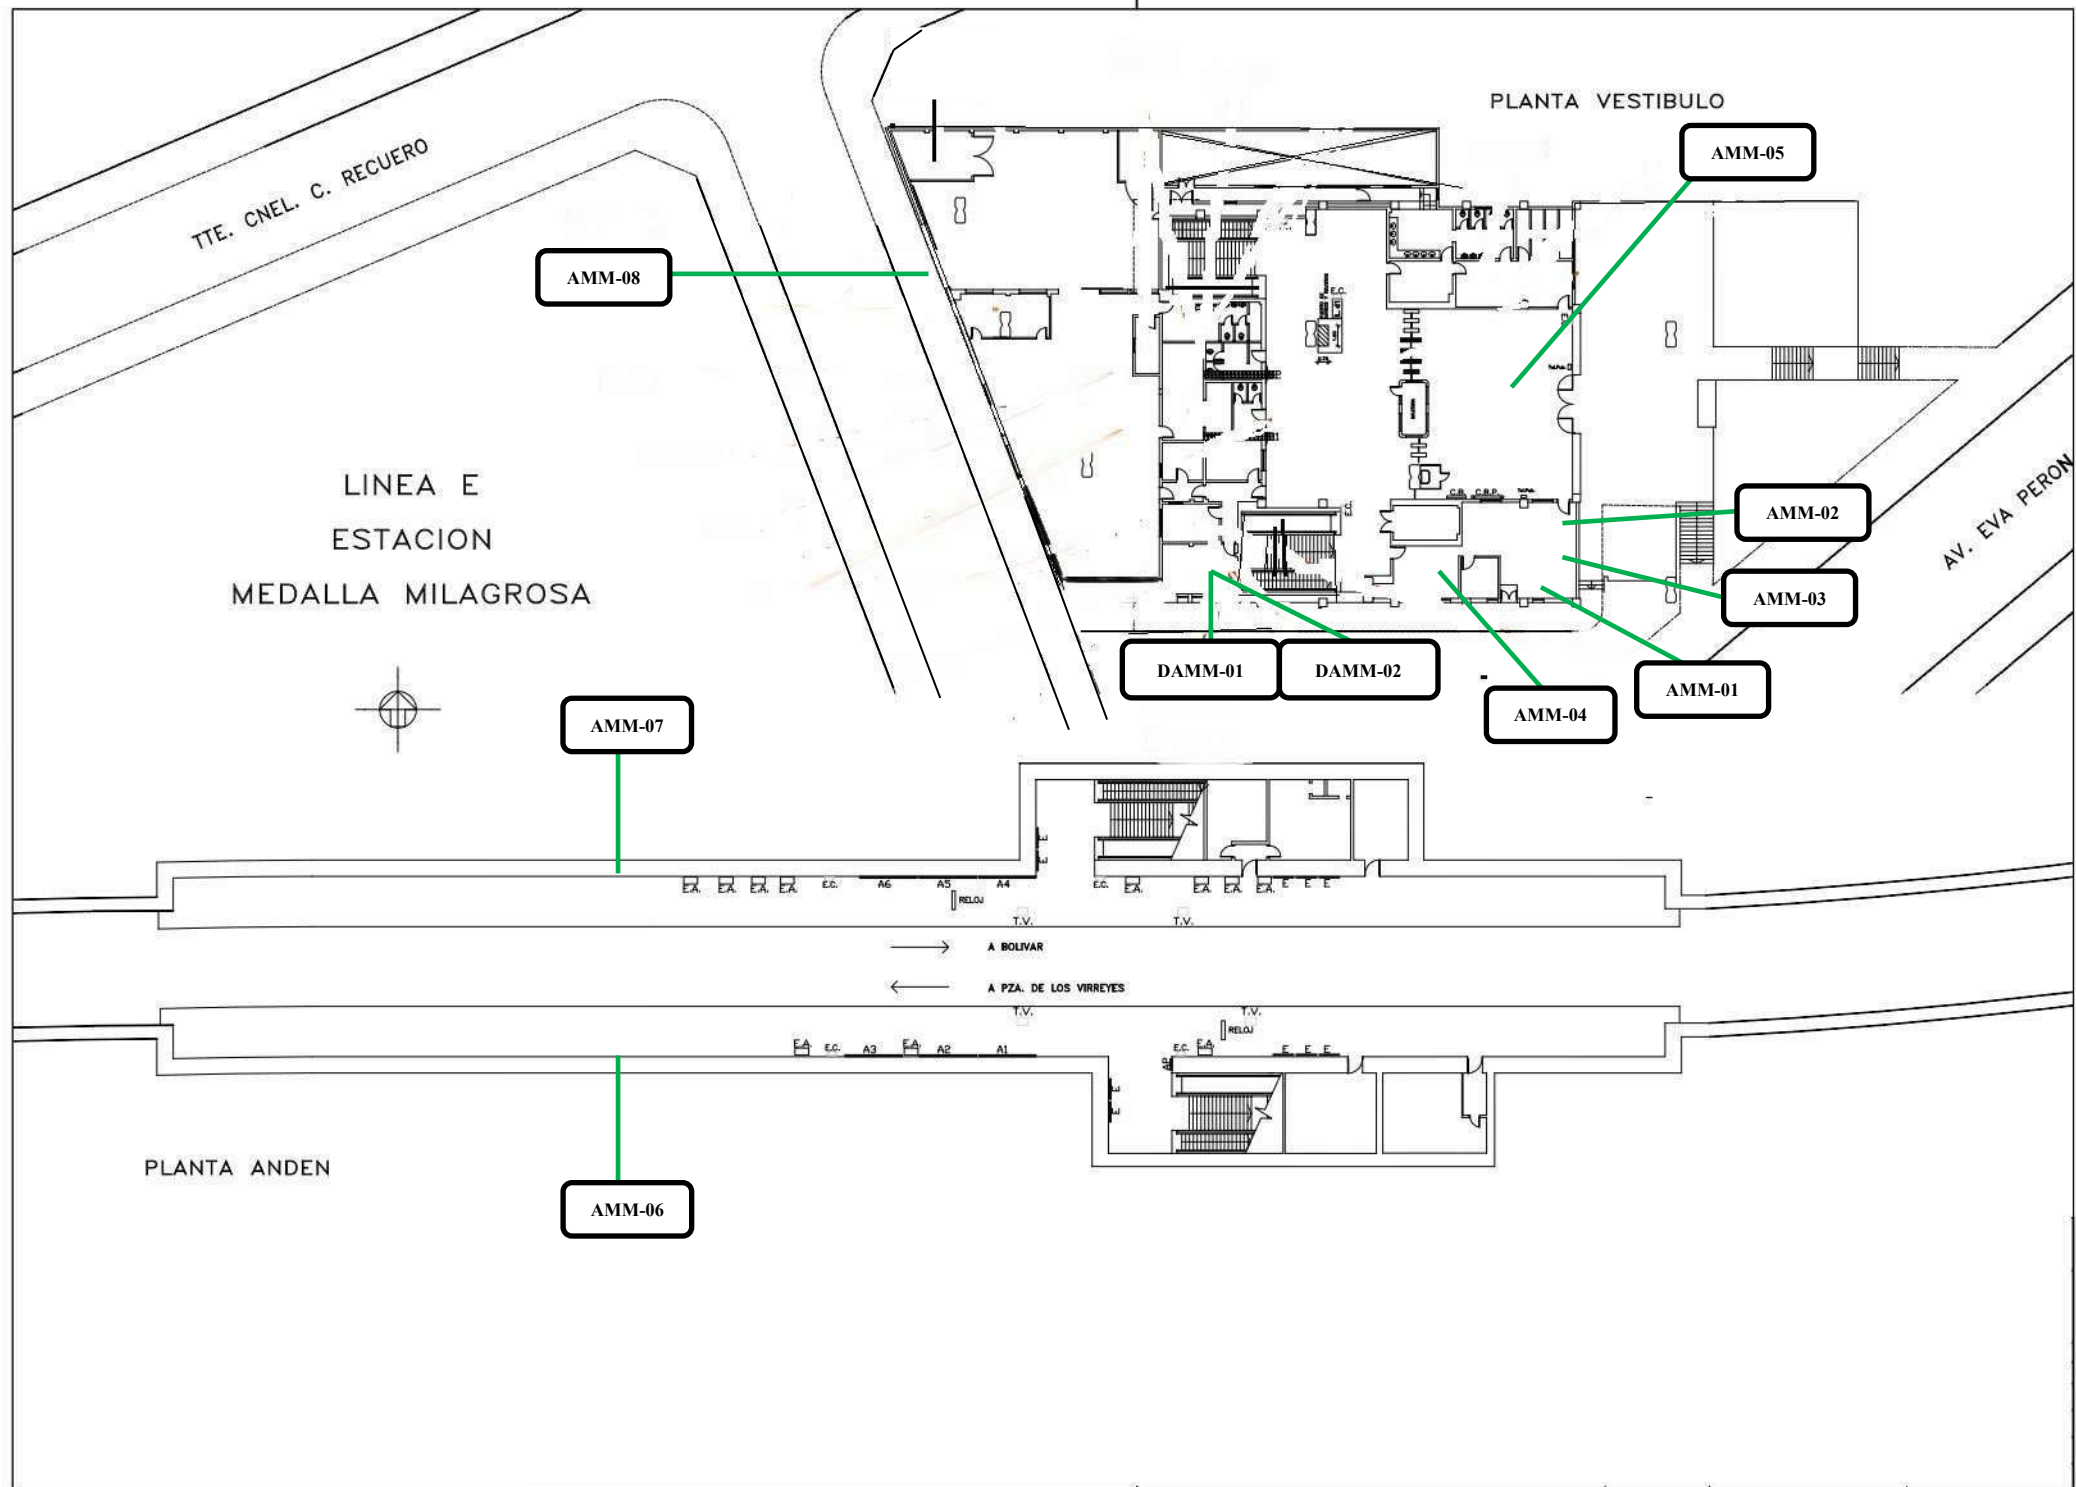 PLANTA VESTIBULO
AMM-05
TTE. CNEL. C. RECUERO
AMM-08
E.C.
LINEA E
ESTACION
MEDALLA MILAGROSA
C.B.
C.B.P.
E.C.
AMM-02
AV. EVA PERON
AMM-03
DAMM-01
DAMM-02
AMM-01
AMM-04
AMM-07
E
E
E.A.
E.A.
E.A.
E.A.
E.C.
A6
A5
A4
E.C.
E.A.
E.A.
E.A.
E.A.
E
E
E
RELOJ
T.V.
T.V.
A BOLIVAR
A PZA. DE LOS VIRREYES
T.V.
T.V.
RELOJ
E.A.
E.C.
A3
E.A.
A2
A1
E.C.
E.A.
E
E
E
AP
E
E
PLANTA ANDEN
AMM-06